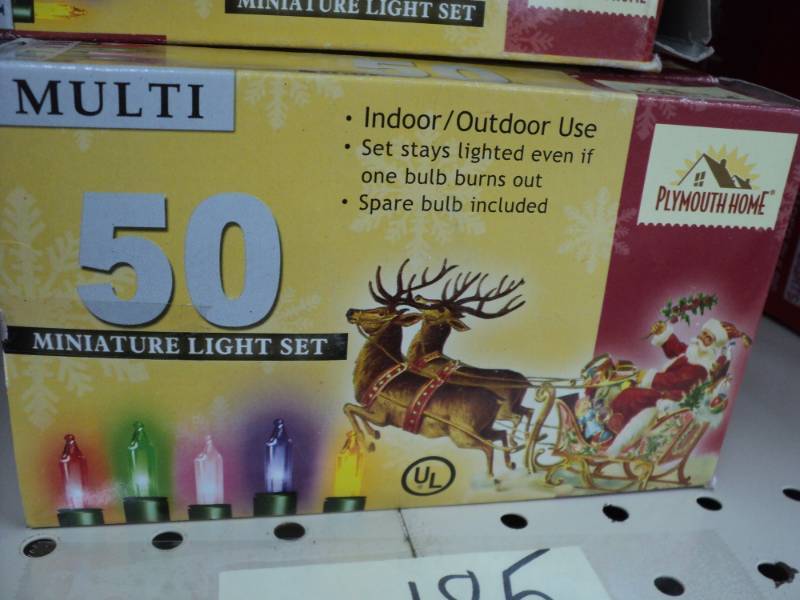 MINIATURE LIGHT SET
MULTI
• Indoor/Outdoor Use
• Set stays lighted even if
one bulb burns out
• Spare bulb included
PLYMOUTH HOME®
50
MINIATURE LIGHT SET
UL